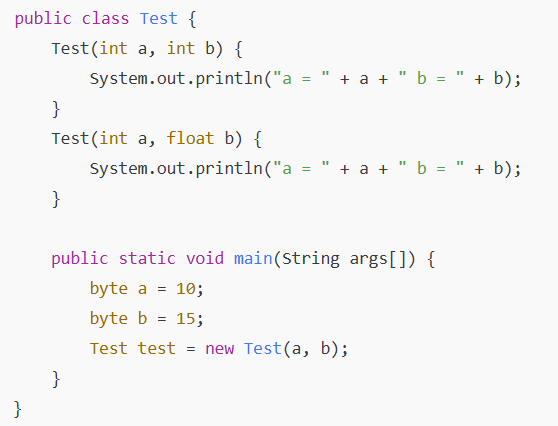 public class Test {
    Test(int a, int b) {
        System.out.println("a = " + a + " b = " + b);
    }
    Test(int a, float b) {
        System.out.println("a = " + a + " b = " + b);
    }

    public static void main(String args[]) {
        byte a = 10;
        byte b = 15;
        Test test = new Test(a, b);
    }
}